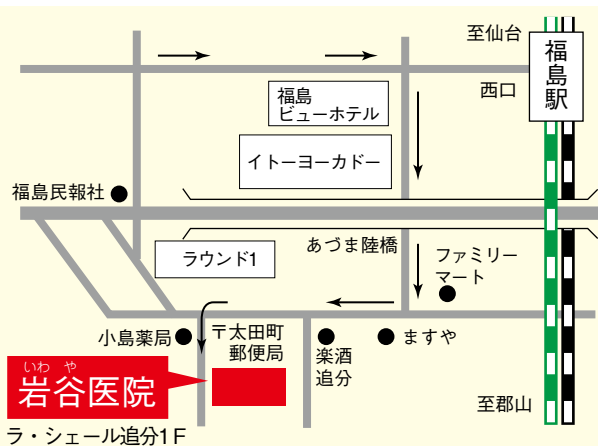 至仙台
福島駅
西口
福島
ビューホテル
イトーヨーカドー
福島民報社
あづま陸橋
ラウンド1
ファミリー
マート
小島薬局
〒太田町
郵便局
楽酒
追分
ますや
いわ や
岩谷医院
至郡山
ラ・シェール追分1F